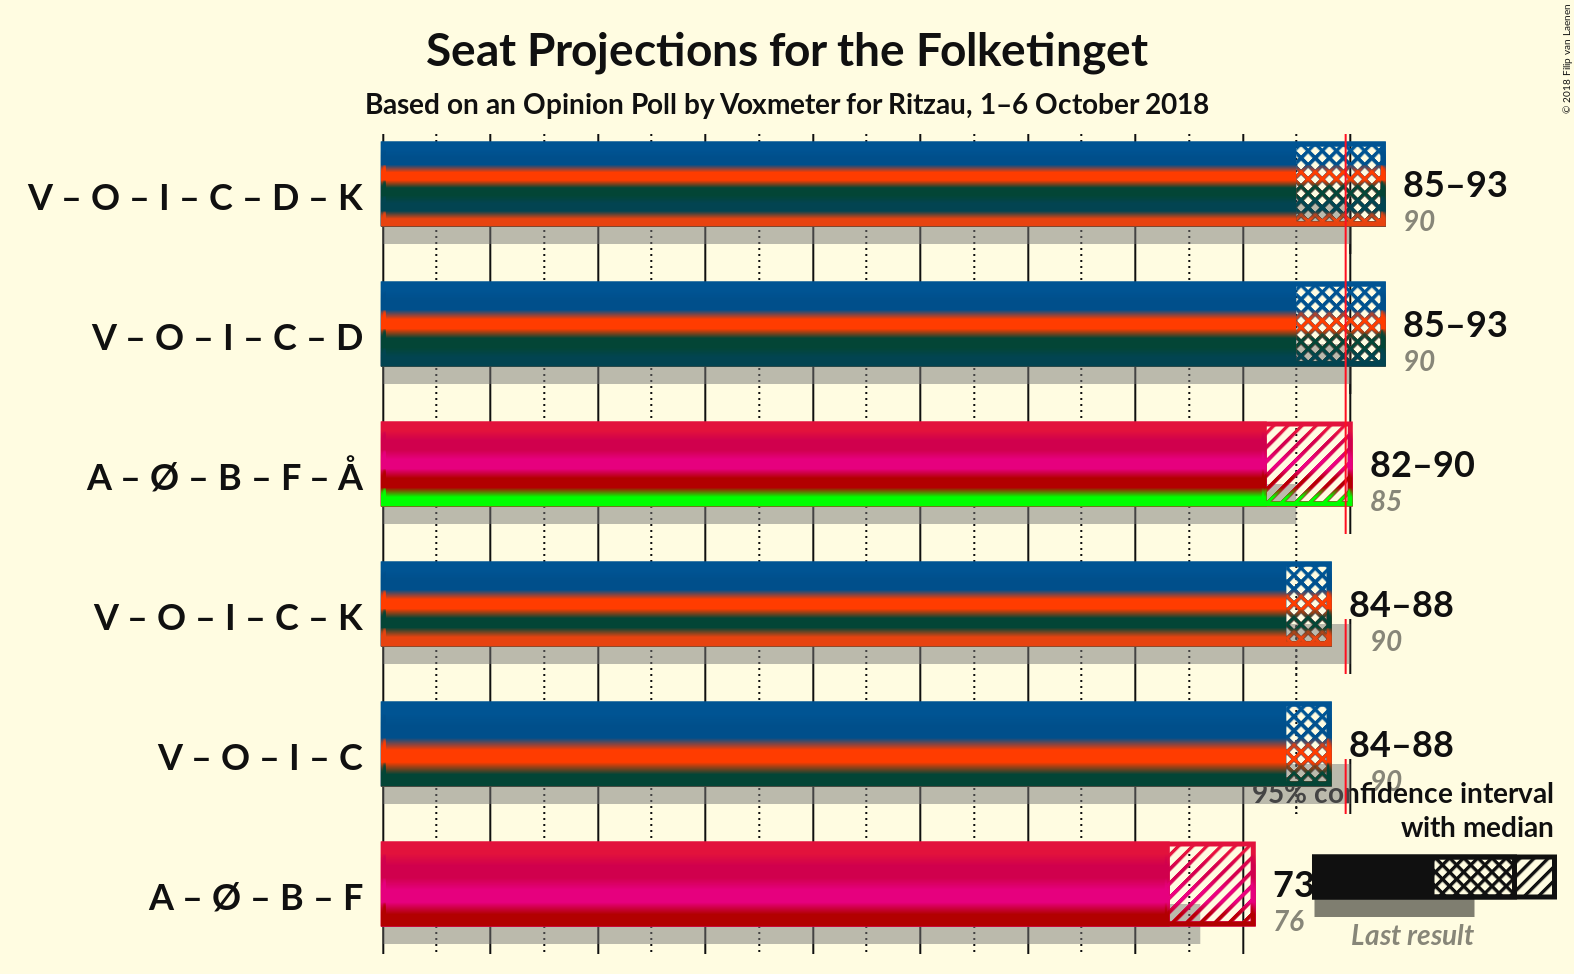 Seat Projections for the Folketinget
Based on an Opinion Poll by Voxmeter for Ritzau, 1–6 October 2018
© 2018 Filip van Laenen
V – O – I – C – D – K
85–93
90
V – O – I – C – D
85–93
90
A – Ø – B – F – Å
82–90
85
V – O – I – C – K
84–88
90
V – O – I – C
84–88
90
95% confidence interval
with median
A – Ø – B – F
73
76
Last result